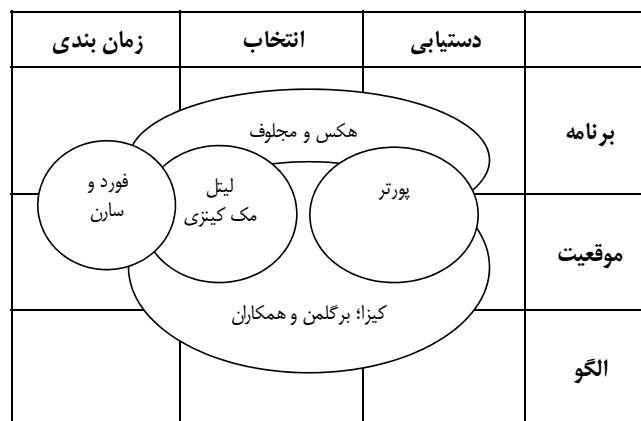 دستیابی
انتخاب
زمان بندی
برنامه
هکس و مجلوف
پورتر
لیتل
مک کینزی
فورد و
سارن
موقعیت
کیزا؛ برگلمن و همکاران
الگو